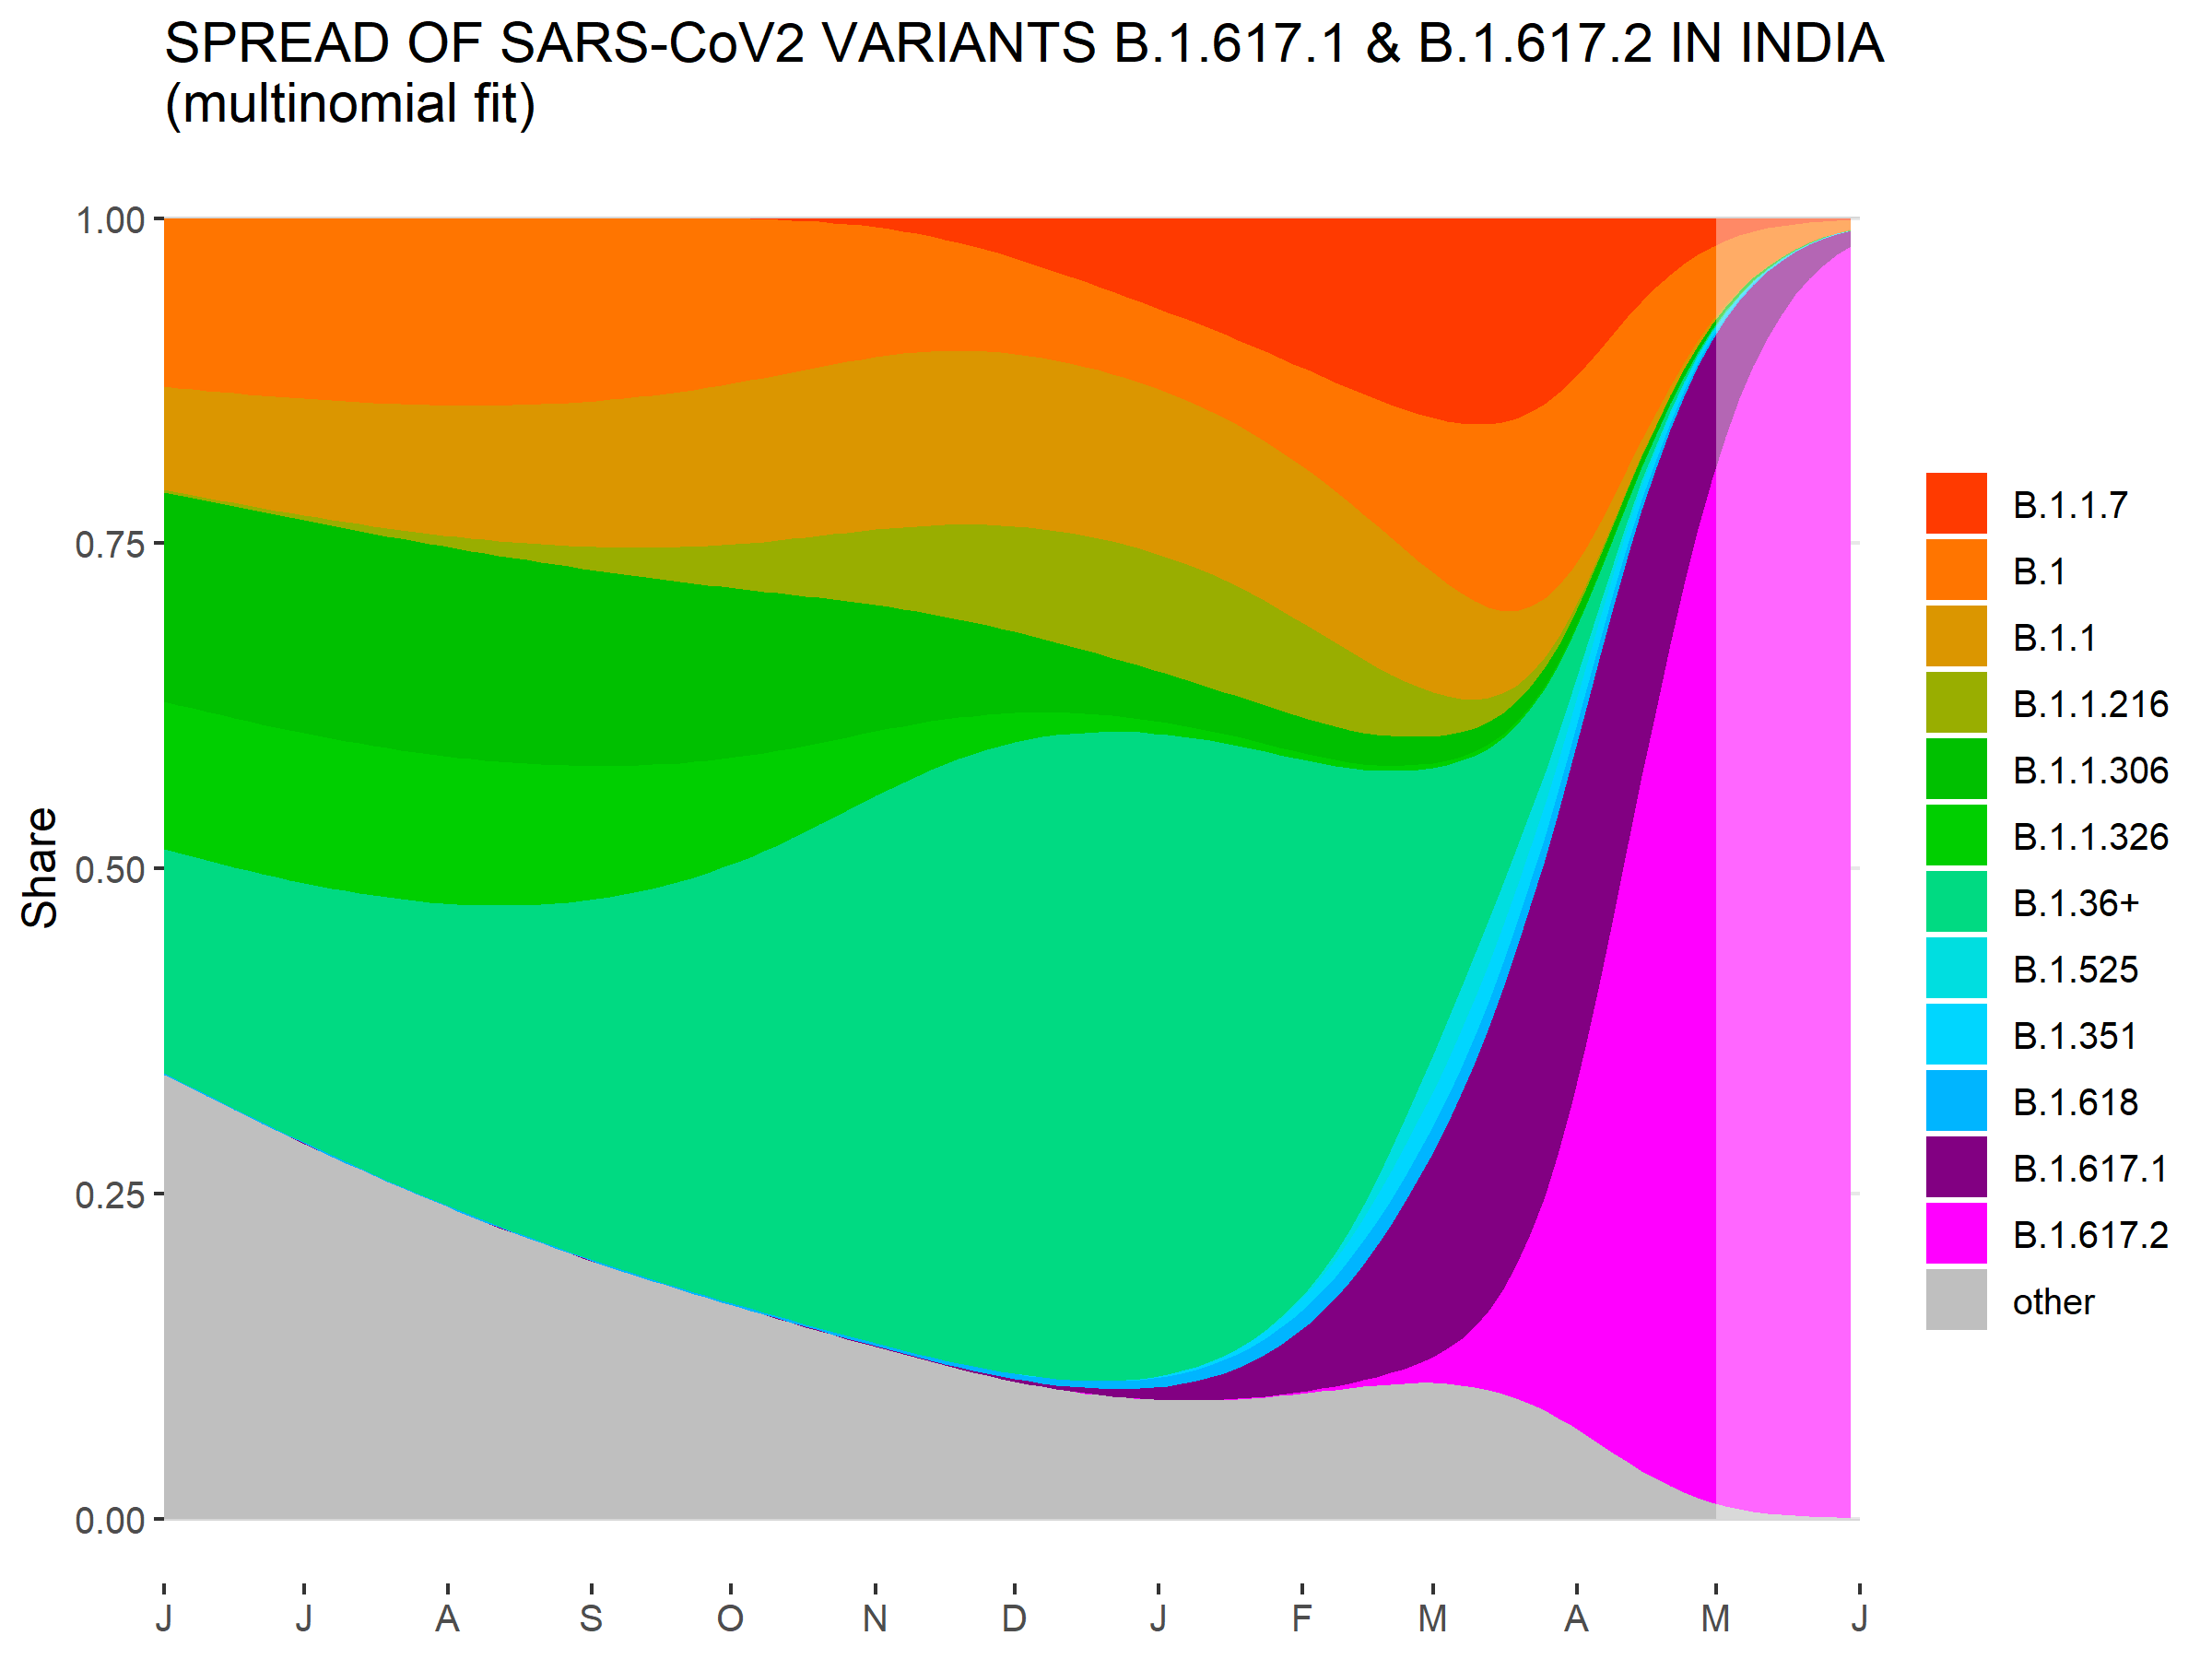 SPREAD OF SARS-CoV2 VARIANTS B.1.617.1 & B.1.617.2 IN INDIA
(multinomial fit)
Share
1.00
0.75
0.50
0.25
0.00
J J A S O N D J F M A M J
B.1.1.7
B.1
B.1.1
B.1.1.216
B.1.1.306
B.1.1.326
B.1.36+
B.1.525
B.1.351
B.1.618
B.1.617.1
B.1.617.2
other